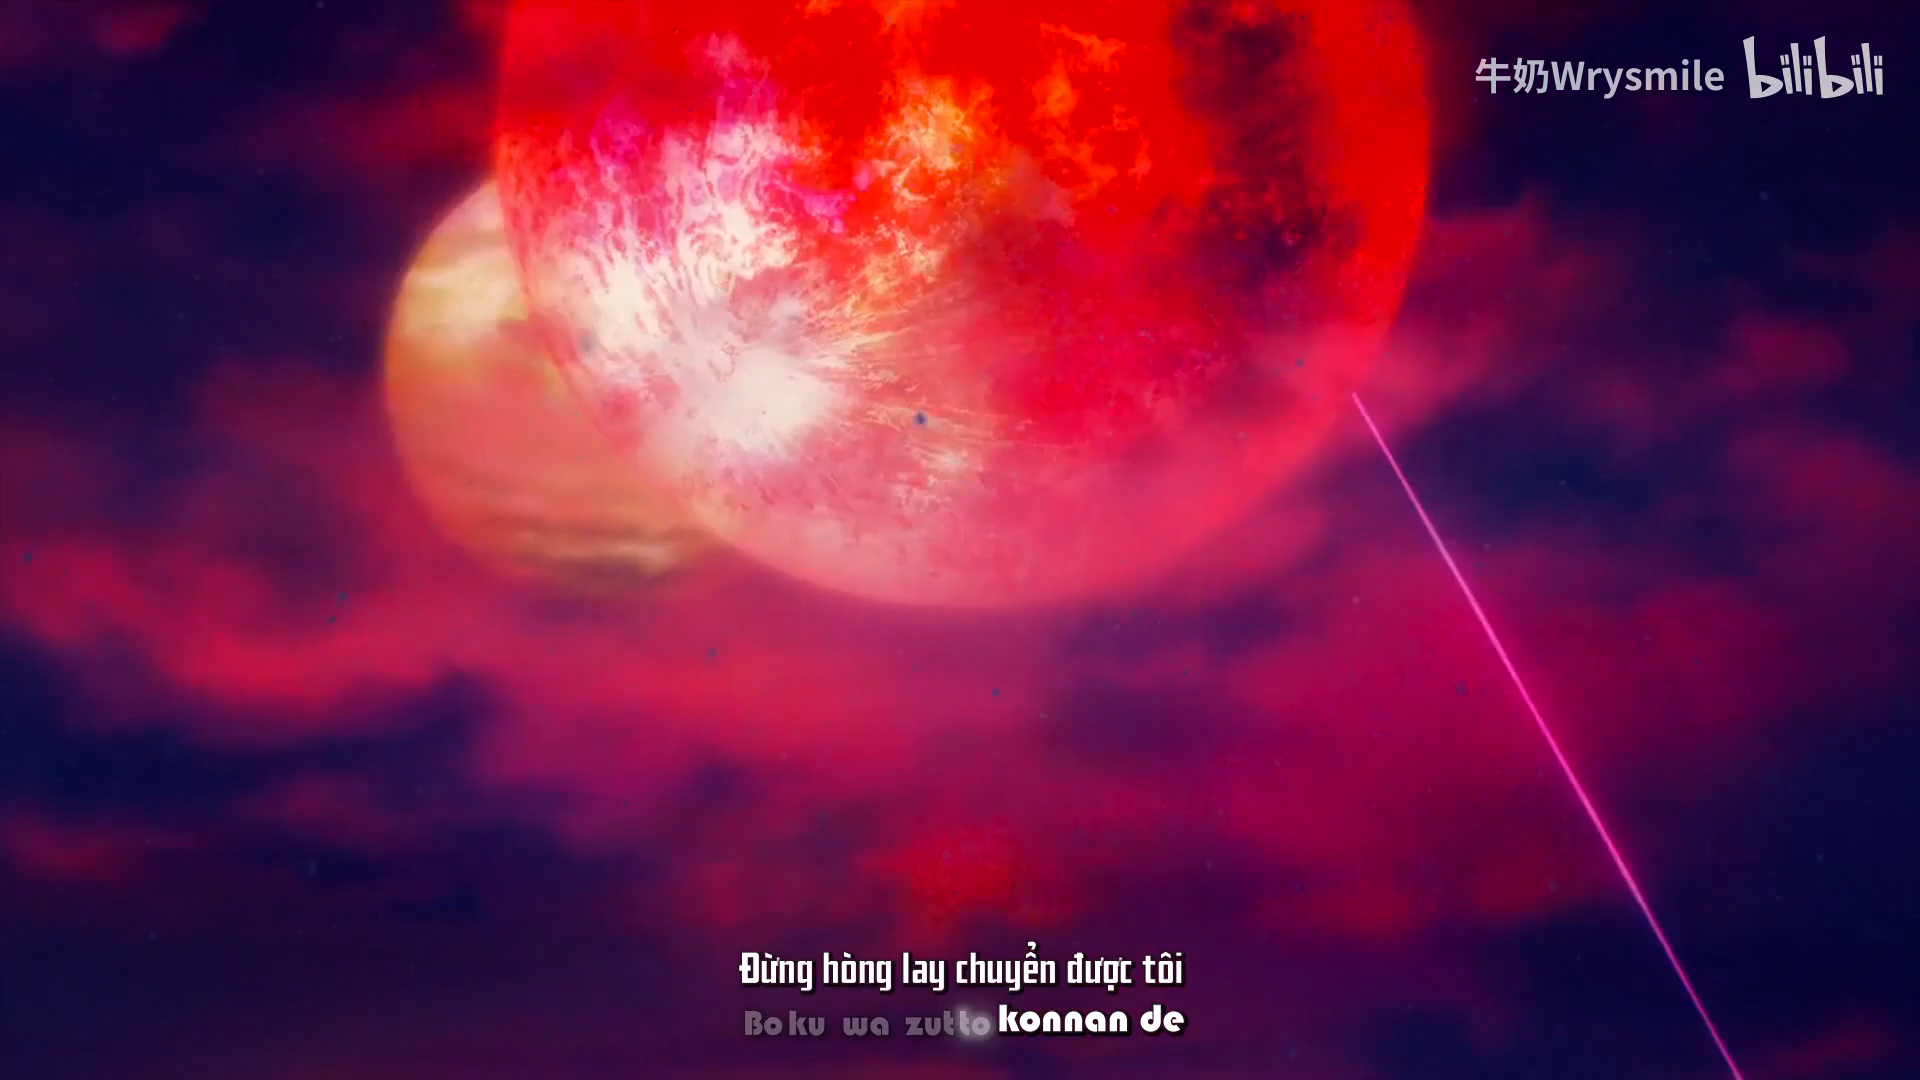 牛奶Wrysmile bilibili
Đừng hòng lay chuyển được tôi
Boku wa zutto konnan de